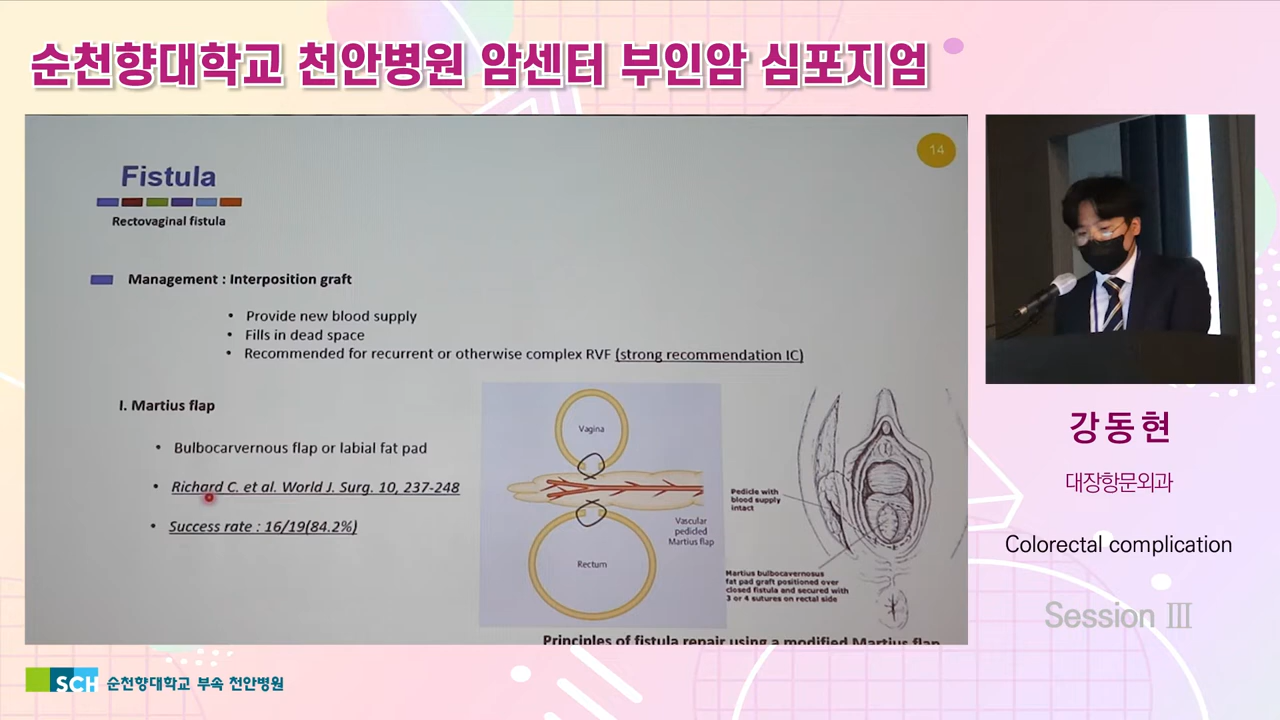 순천향대학교 천안병원 암센터 부인암 심포지엄
14
Fistula
Rectovaginal fistula
Management : Interposition graft
• Provide new blood supply
• Fills in dead space
• Recommended for recurrent or otherwise complex RVF (strong recommendation IC)
I. Martius flap
• Bulbocarvernous flap or labial fat pad
• Richard C. et al. World J. Surg. 10, 237-248
• Success rate : 16/19(84.2%)
Vagina
Vascular
pedicled
Martius flap
Rectum
Pedicle with
blood supply
intact
Martius bulbocavernosus
fat pad graft positioned over
closed fistula and secured with
3 or 4 sutures on rectal side
Principles of fistula repair using a modified Martius flap
강동현
대장항문외과
Colorectal complication
Session Ⅲ
SCH 순천향대학교 부속 천안병원